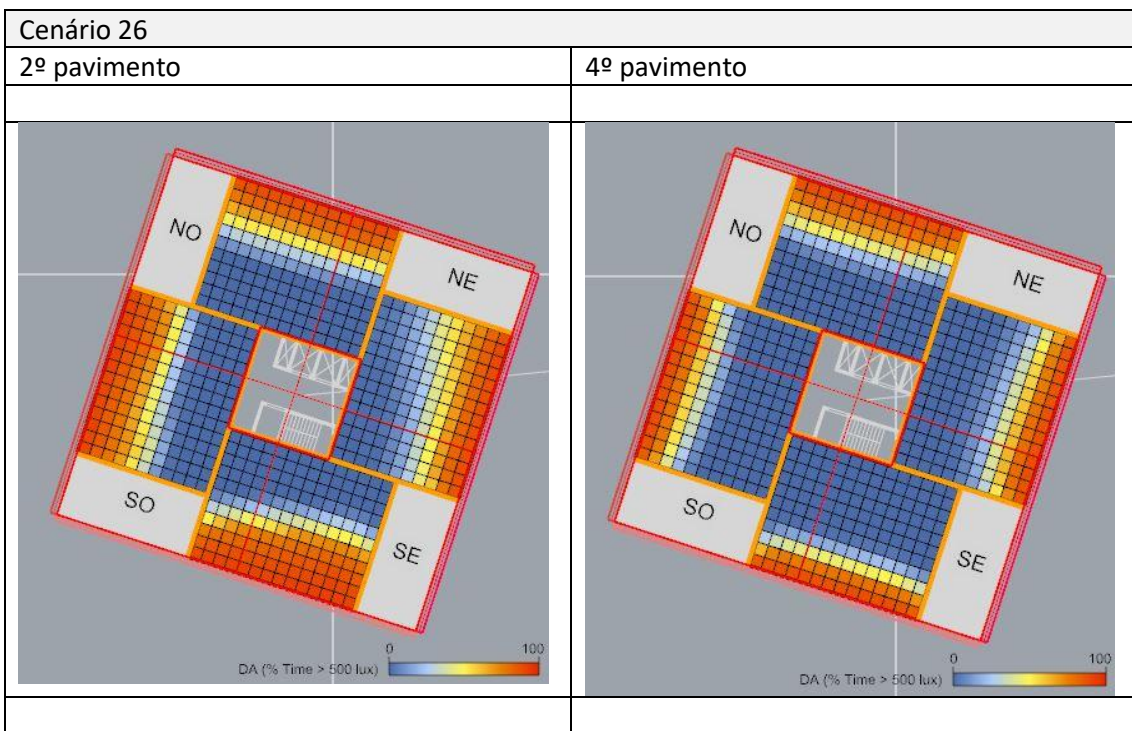 Cenário 26
2º pavimento
4º pavimento
NO
NE
SO
SE
0
100
DA (% Time > 500 lux)
NO
NE
SO
SE
0
100
DA (% Time > 500 lux)